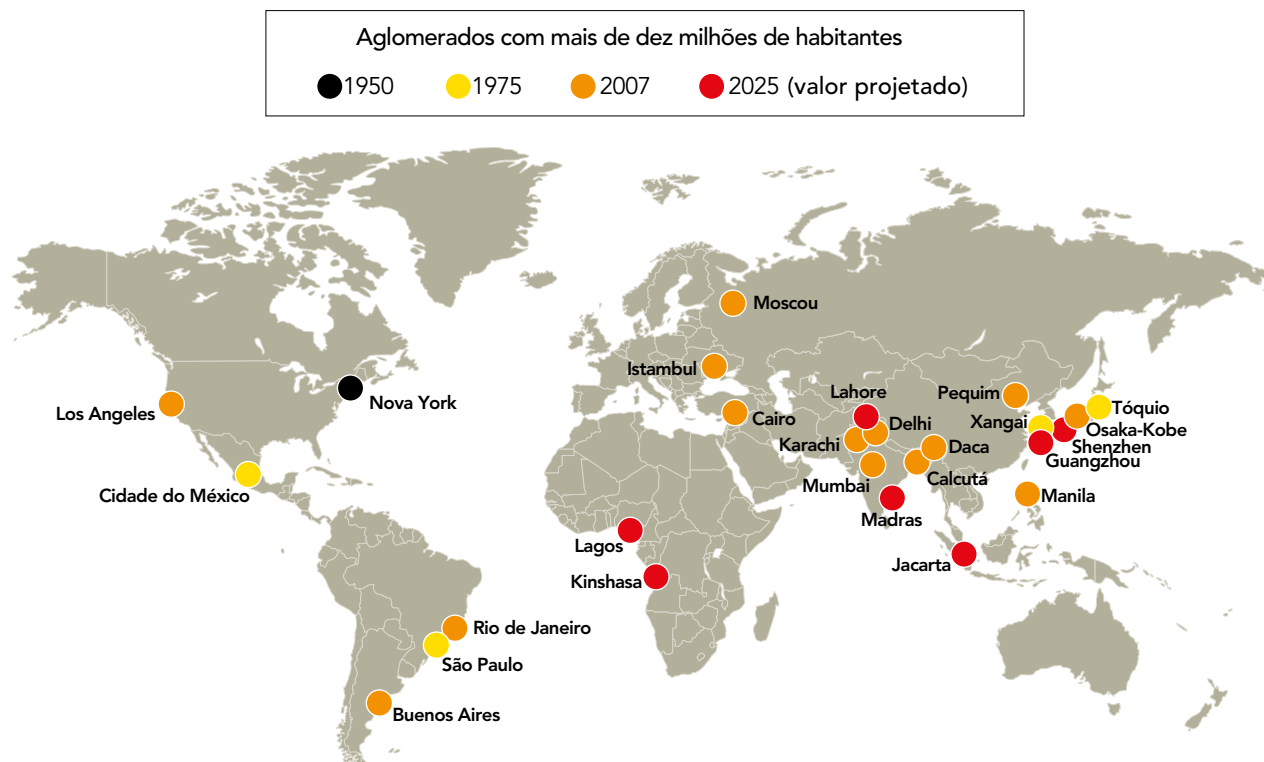 Aglomerados com mais de dez milhões de habitantes
1950
1975
2007
2025 (valor projetado)
Moscou
Istambul
Nova York
Los Angeles
Cidade do México
Cairo
Lahore
Delhi
Karachi
Mumbai
Daca
Calcutá
Madras
Pequim
Xangai
Tóquio
Osaka-Kobe
Shenzhen
Guangzhou
Manila
Jacarta
Lagos
Kinshasa
Rio de Janeiro
São Paulo
Buenos Aires